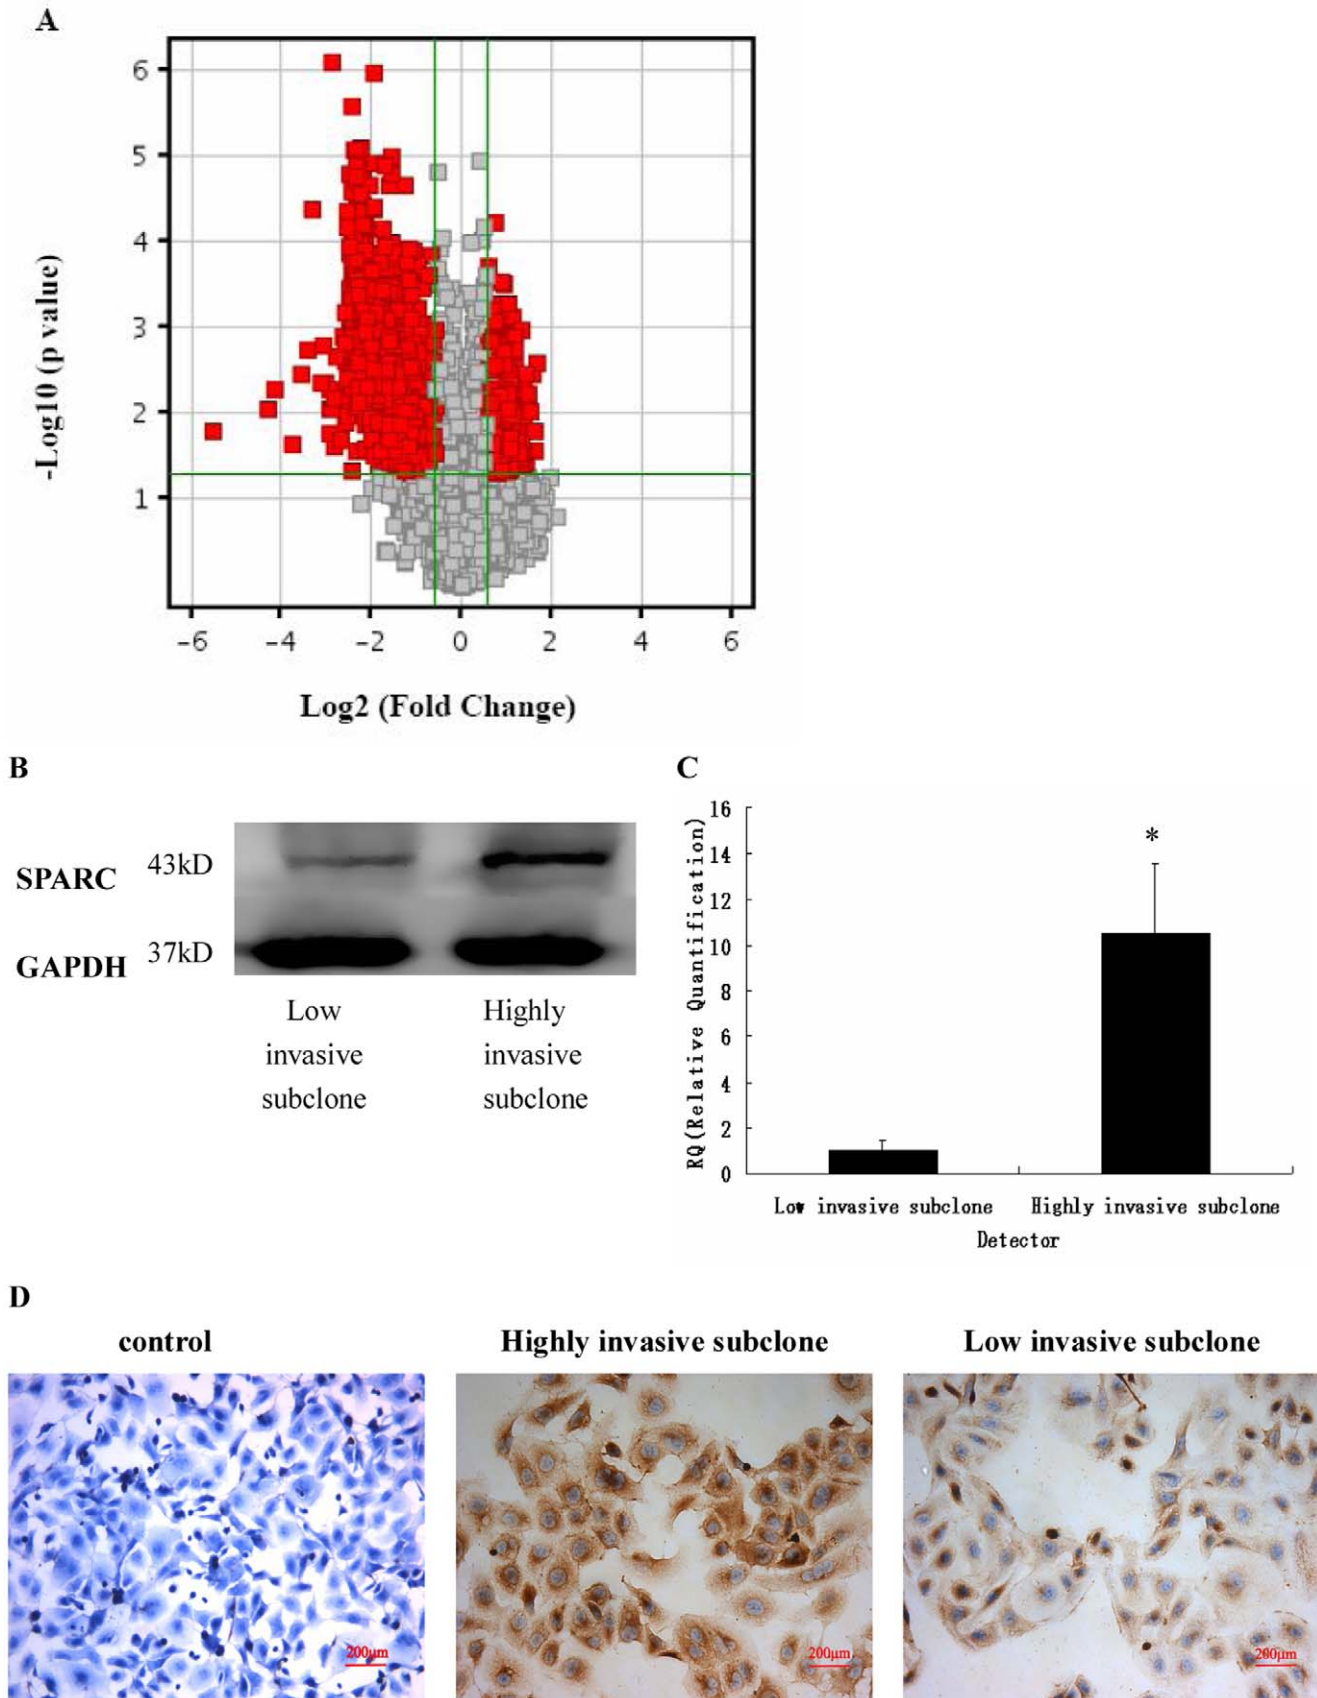 A
-Log10 (p value)
6
5
4
3
2
1
-6 -4 -2 0 2 4 6
Log2 (Fold Change)
B
SPARC 43kD
GAPDH 37kD
Low
invasive
subclone
Highly
invasive
subclone
C
RQ(Relative Quantification)
16
14
12
10
8
6
4
2
0
*
Low invasive subclone Highly invasive subclone
Detector
D
control Highly invasive subclone Low invasive subclone
200μm 200μm 200μm